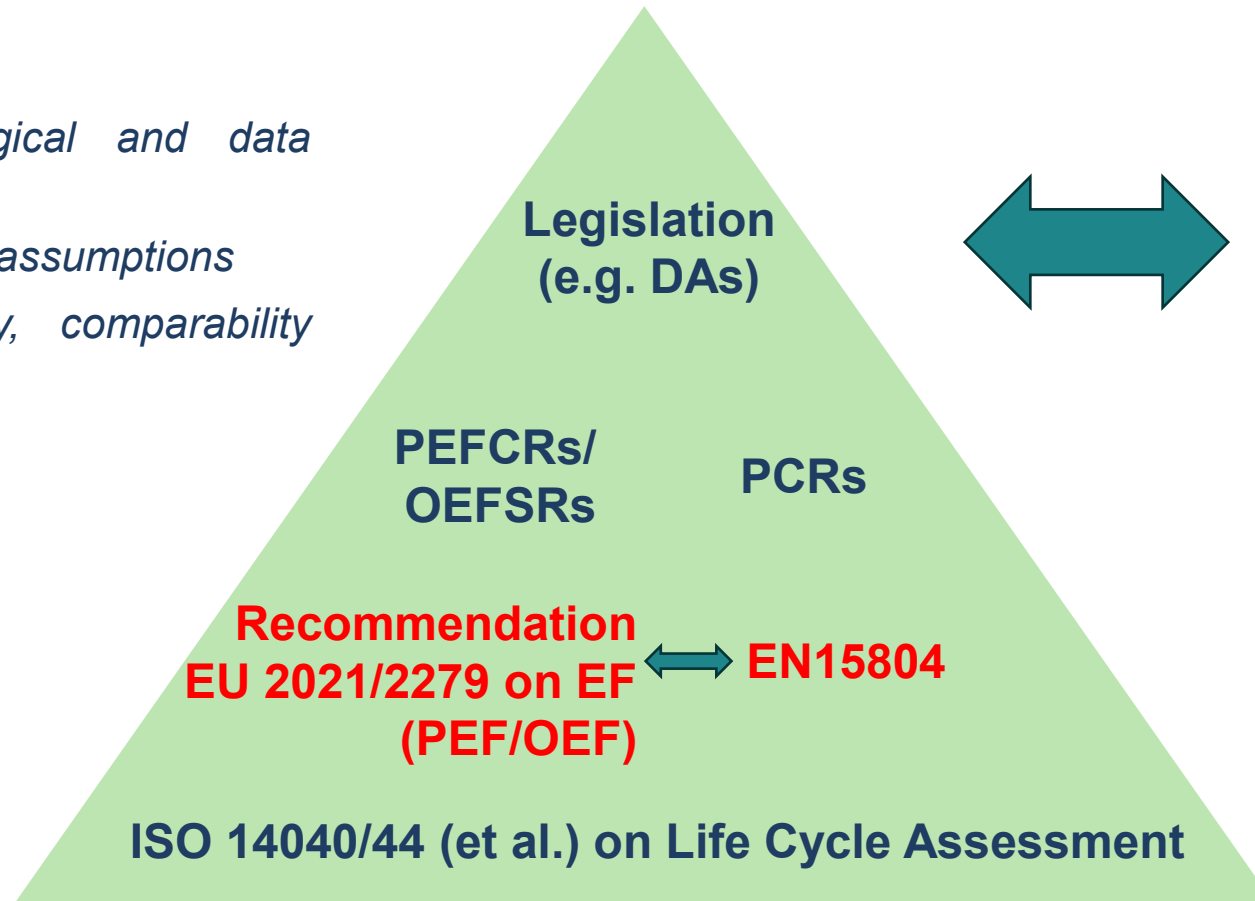 and data
assumptions
comparability
Legislation
(e.g. DAs)
PEFCRs/
OEFSRs
PCRs
Recommendation
EU 2021/2279 on EF
(PEF/OEF)
EN15804
ISO 14040/44 (et al.) on Life Cycle Assessment